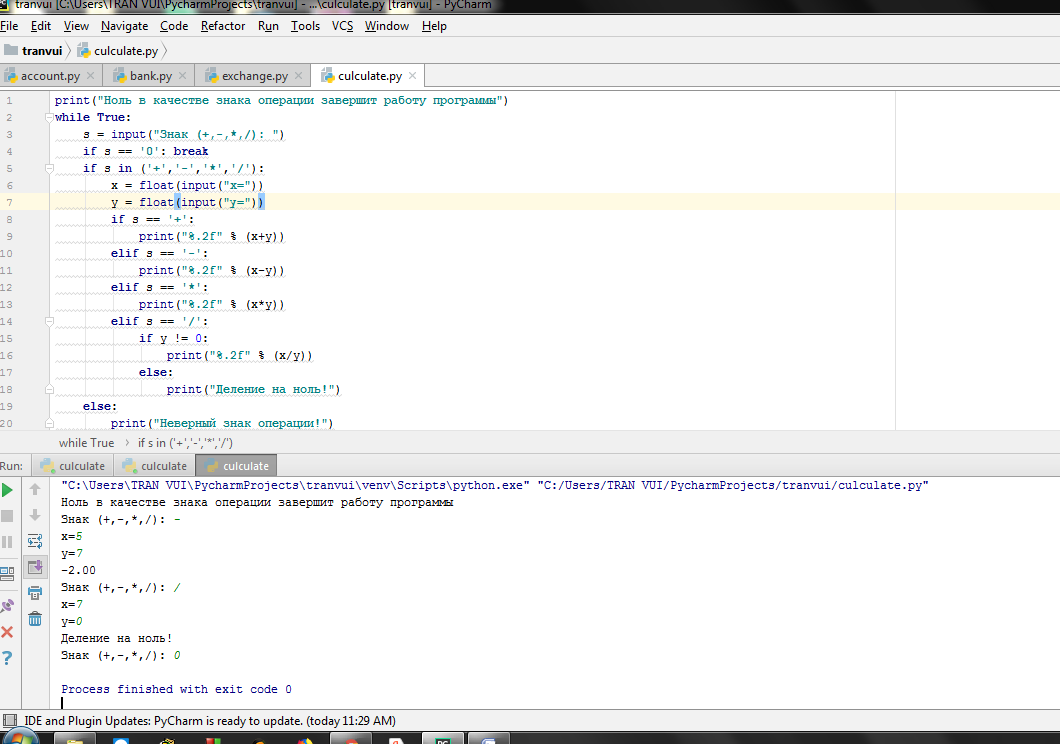 tranvui [C:\Users\TRAN VUI\PycharmProjects\tranvui] - ...\culculate.py [tranvui] - PyCharm
File Edit View Navigate Code Refactor Run Tools VCS Window Help
tranvui culculate.py
account.py bank.py exchange.py culculate.py
1 print("Ноль в качестве знака операции завершит работу программы")
2 while True:
3 s = input("Знак (+,-,*,/): ")
4 if s == '0': break
5 if s in ('+','-','*','/'):
6 x = float(input("x="))
7 y = float(input("y="))
8 if s == '+':
9 print("%.2f" % (x+y))
10 elif s == '-':
11 print("%.2f" % (x-y))
12 elif s == '*':
13 print("%.2f" % (x*y))
14 elif s == '/':
15 if y != 0:
16 print("%.2f" % (x/y))
17 else:
18 print("Деление на ноль!")
19 else:
20 print("Неверный знак операции!")
while True if s in ('+','-','*','/')
Run: culculate culculate culculate
"C:\Users\TRAN VUI\PycharmProjects\tranvui\venv\Scripts\python.exe" "C:/Users/TRAN VUI/PycharmProjects/tranvui/culculate.py"
Ноль в качестве знака операции завершит работу программы
Знак (+,-,*,/): -
x=5
y=7
-2.00
Знак (+,-,*,/): /
x=7
y=0
Деление на ноль!
Знак (+,-,*,/): 0
Process finished with exit code 0
IDE and Plugin Updates: PyCharm is ready to update. (today 11:29 AM)